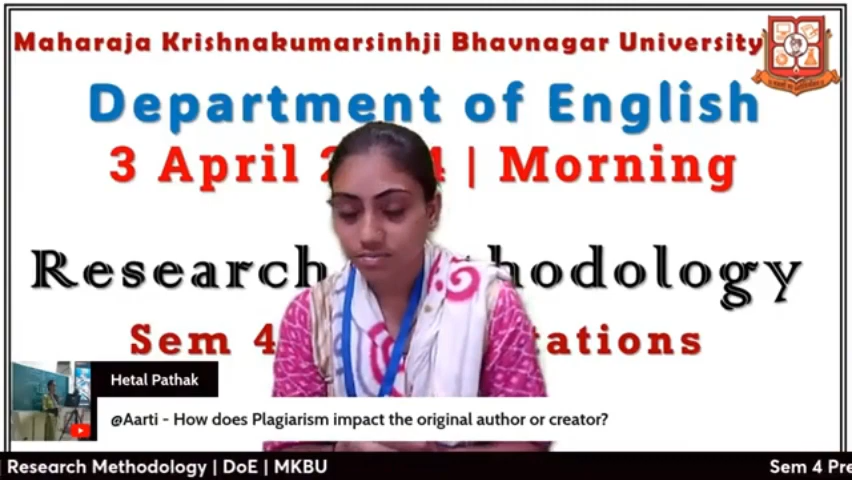 Maharaja Krishnakumarsinhji Bhavnagar University
Department of English
3 April 4 | Morning
Research hodology
Sem 4 tations
Hetal Pathak
@Aarti - How does Plagiarism impact the original author or creator?
| Research Methodology | DoE | MKBU
Sem 4 Pre